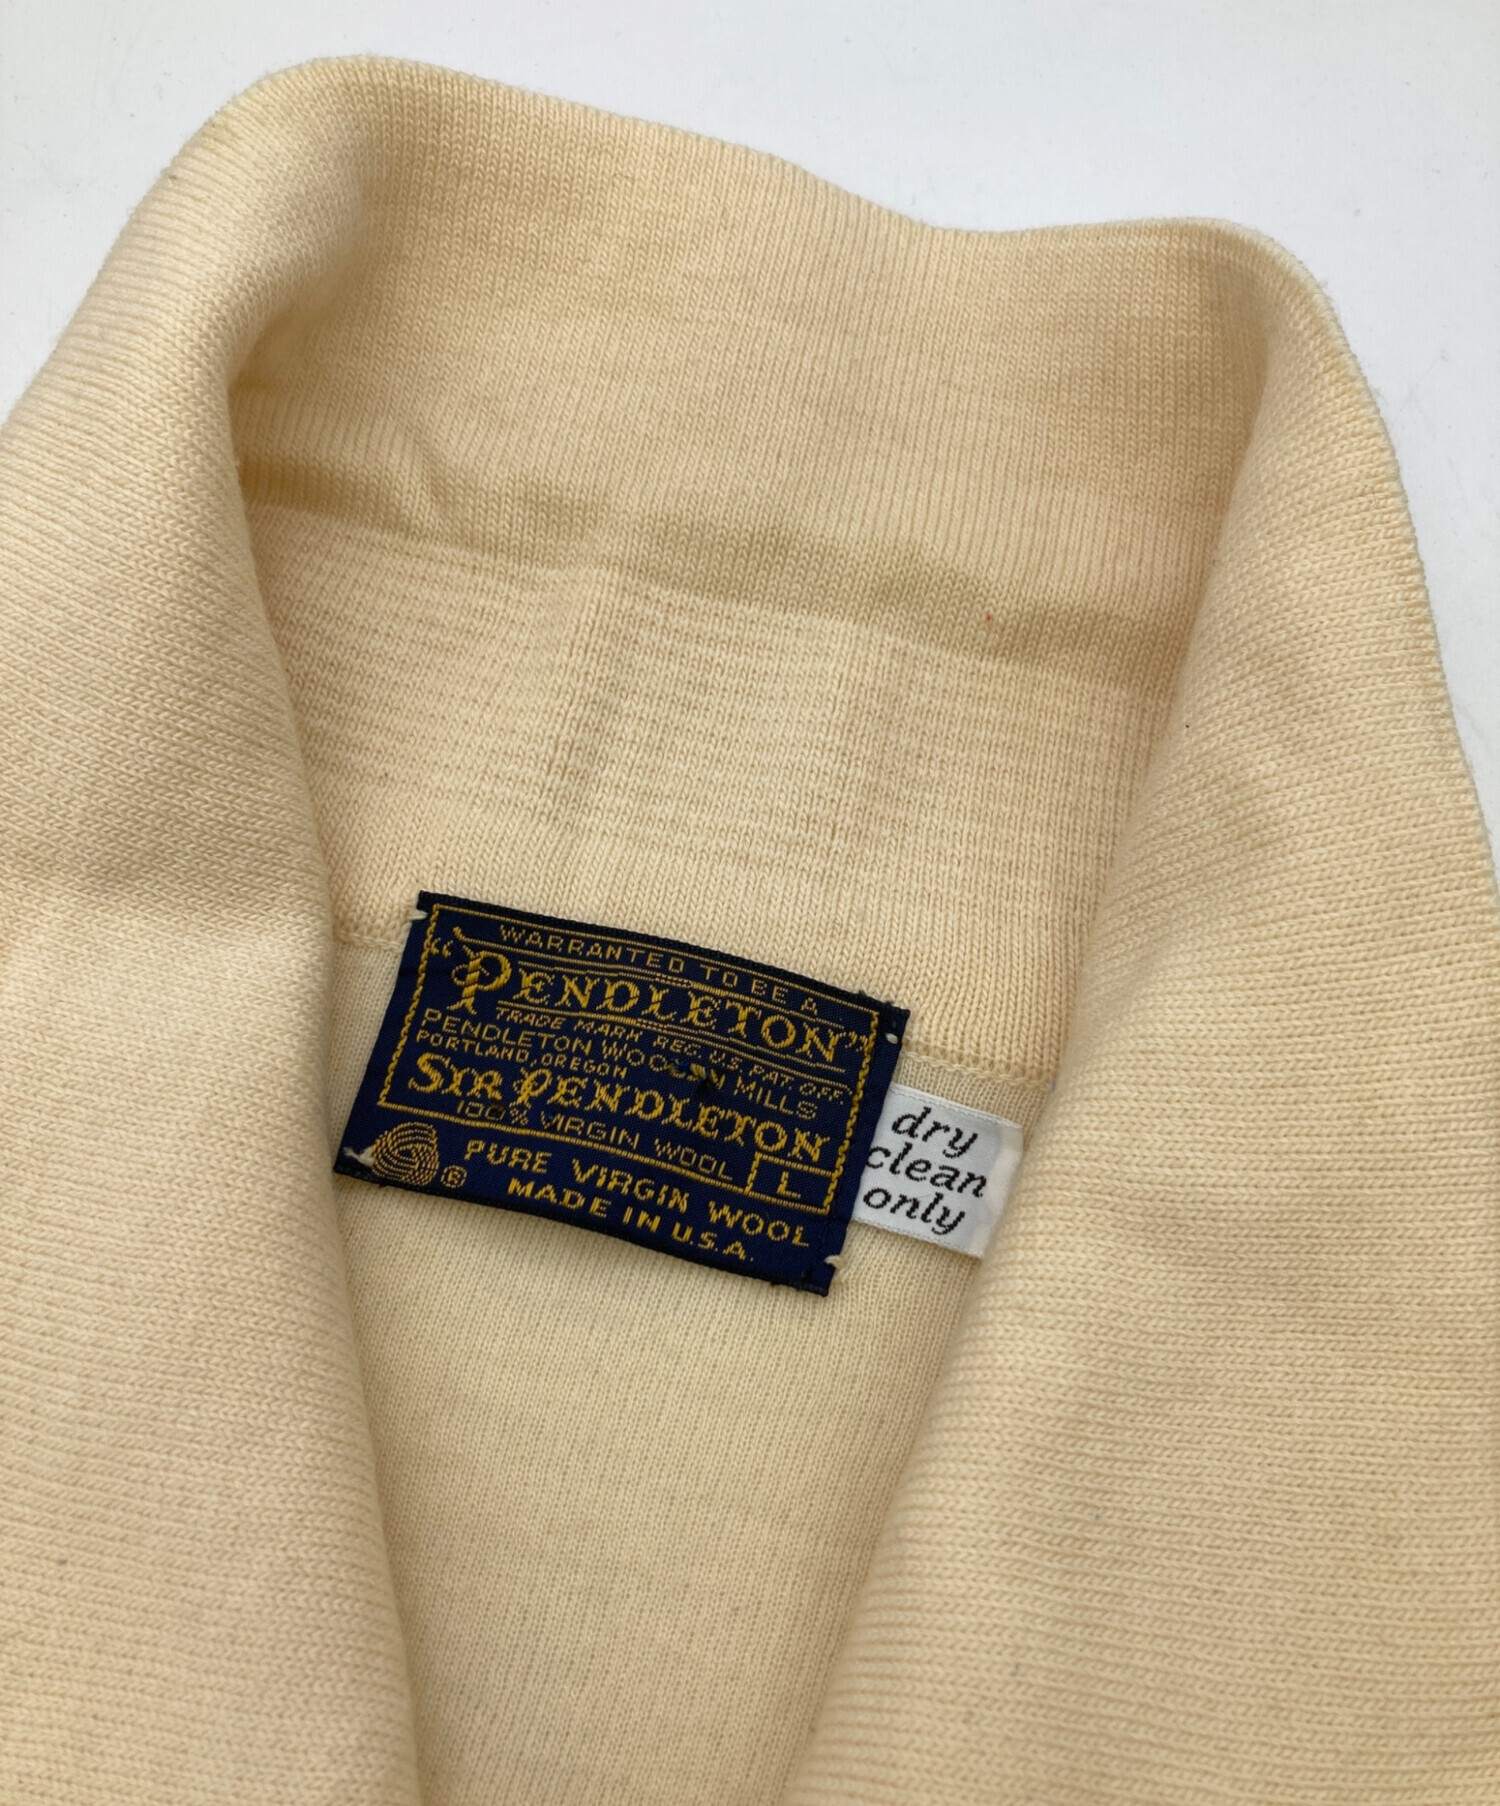 WARRANTED TO BE A
"PENDLETON"
TRADE MARK REG. U.S. PAT. OFF.
PENDLETON WOOLEN MILLS
PORTLAND, OREGON
SIR PENDLETON
100% VIRGIN WOOL
L
PURE VIRGIN WOOL
®
MADE IN U.S.A.
dry
clean
only